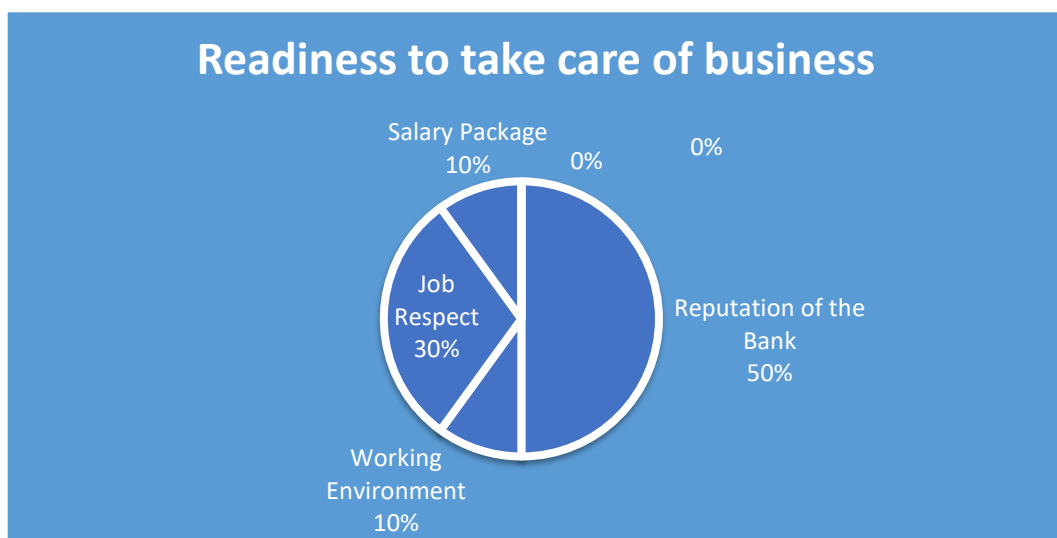 Readiness to take care of business
Salary Package
10%
0%
0%
Job
Respect
30%
Reputation of the
Bank
50%
Working
Environment
10%